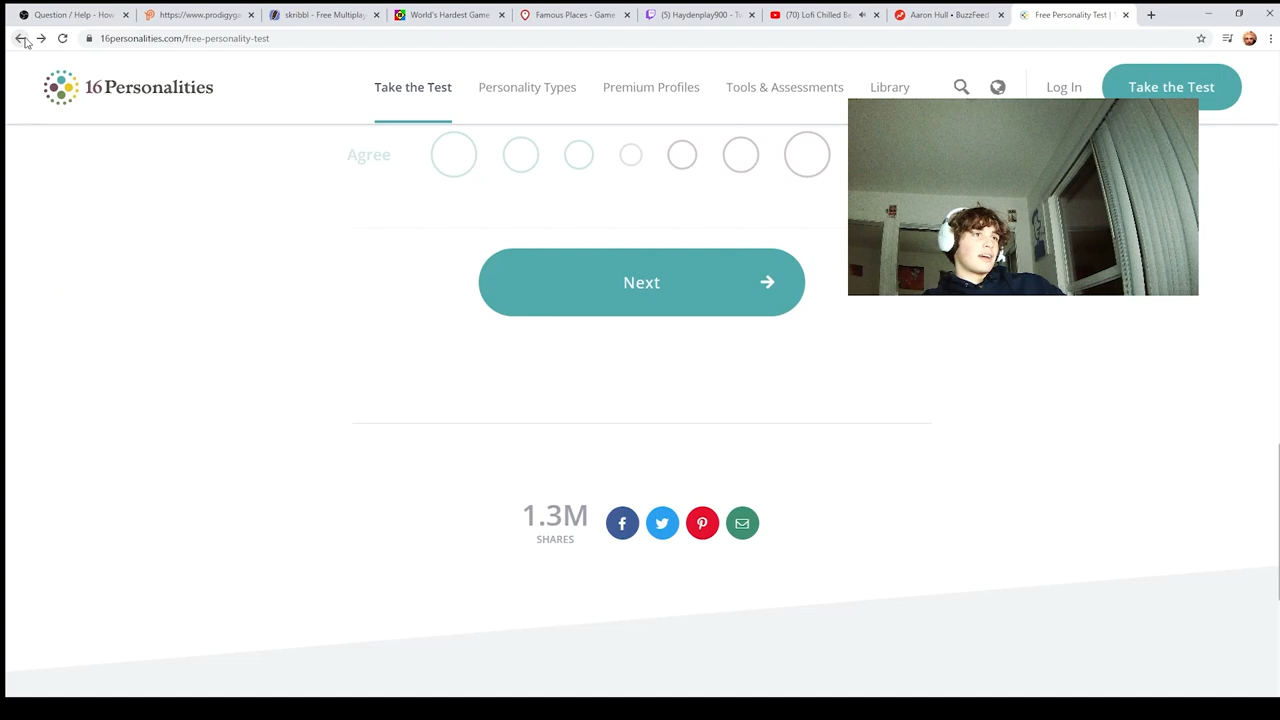 Question / Help - How
https://www.prodigyga
skribbl - Free Multiplay
World's Hardest Game
Famous Places - Game
(5) Haydenplay900 - Tw
(70) Lofi Chilled Be
Aaron Hull • BuzzFeed
Free Personality Test |
16personalities.com/free-personality-test
16Personalities
Take the Test
Personality Types
Premium Profiles
Tools & Assessments
Library
Log In
Take the Test
Agree
Next
1.3M
SHARES